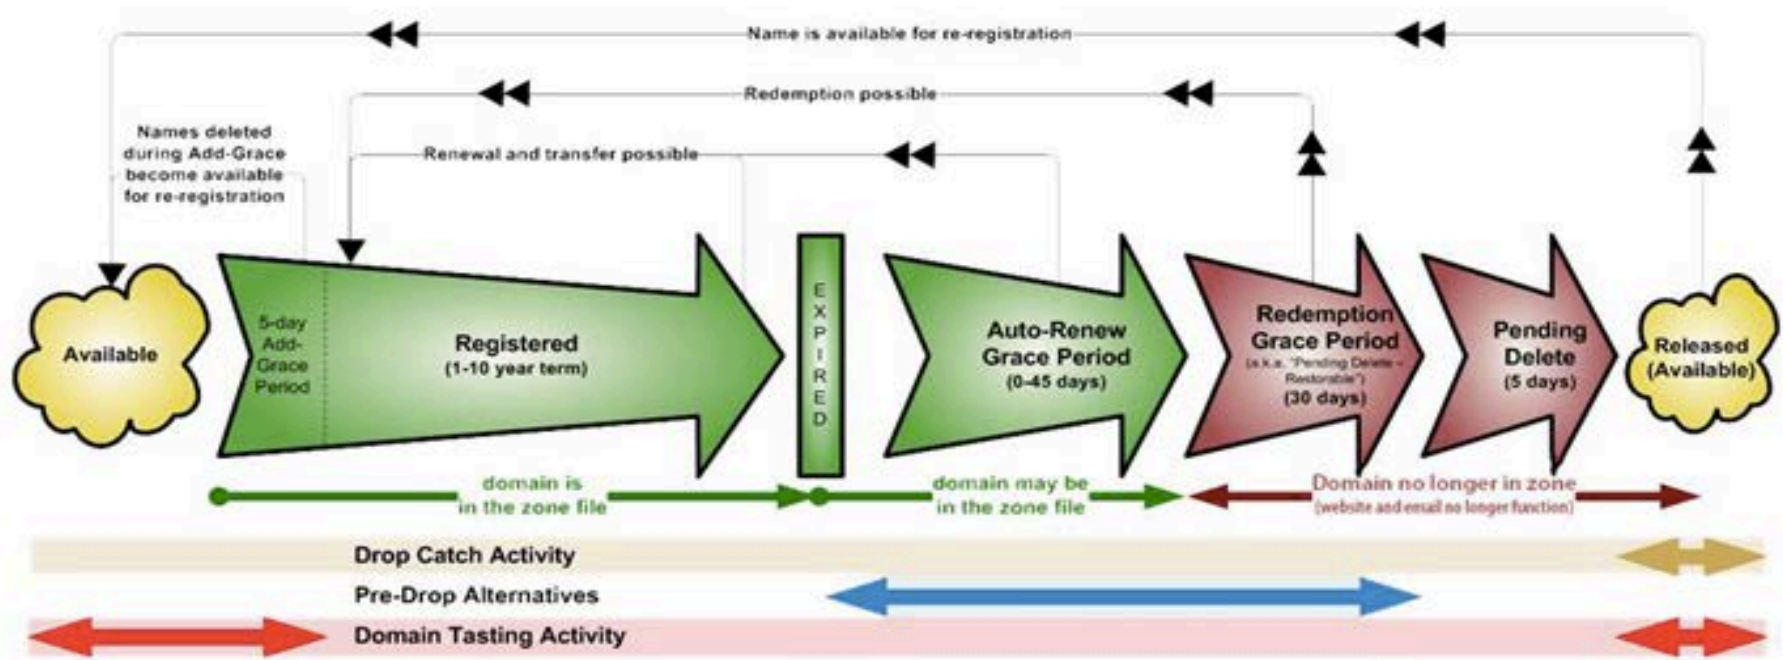 Name is available for re-registration
Redemption possible
Names deleted
during Add-Grace
become available
for re-registration
Renewal and transfer possible
Available
5-day
Add-
Grace
Period
Registered
(1-10 year term)
EXPIRED
Auto-Renew
Grace Period
(0-45 days)
Redemption
Grace Period
(a.k.a. "Pending Delete –
Restorable")
(30 days)
Pending
Delete
(5 days)
Released
(Available)
domain is
in the zone file
domain may be
in the zone file
Domain no longer in zone
(website and email no longer function)
Drop Catch Activity
Pre-Drop Alternatives
Domain Tasting Activity